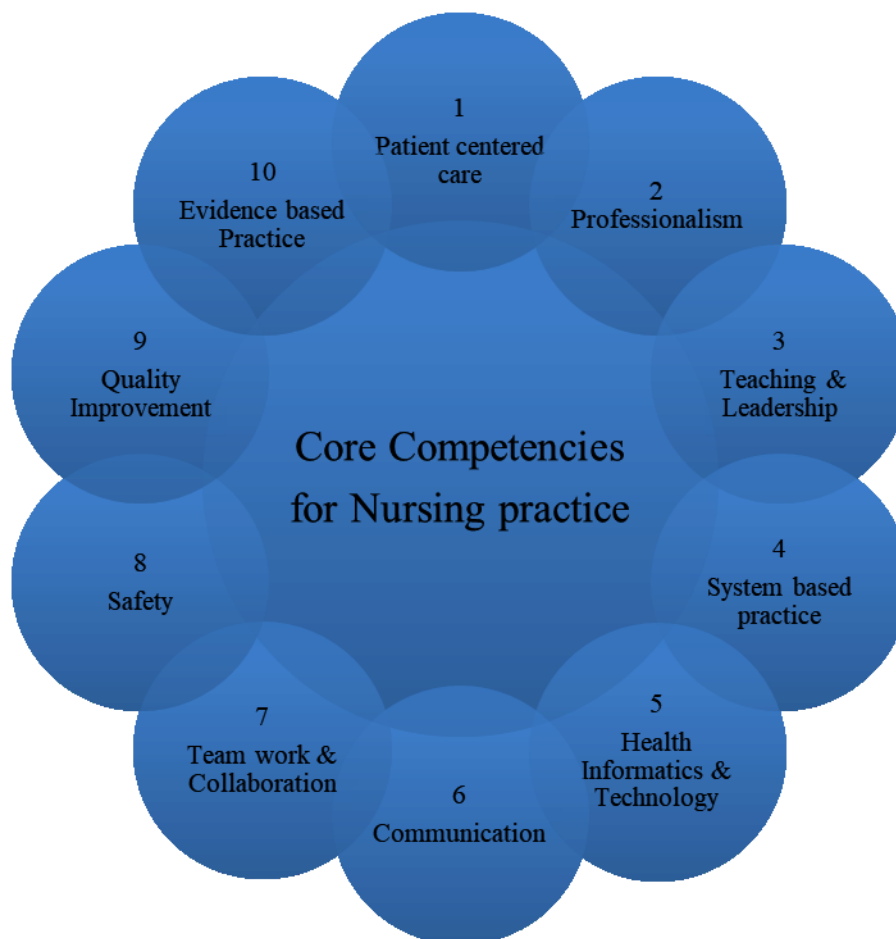 1
Patient centered
care
2
Professionalism
3
Teaching &
Leadership
4
System based
practice
5
Health
Informatics &
Technology
6
Communication
7
Team work &
Collaboration
8
Safety
9
Quality
Improvement
10
Evidence based
Practice
Core Competencies
for Nursing practice